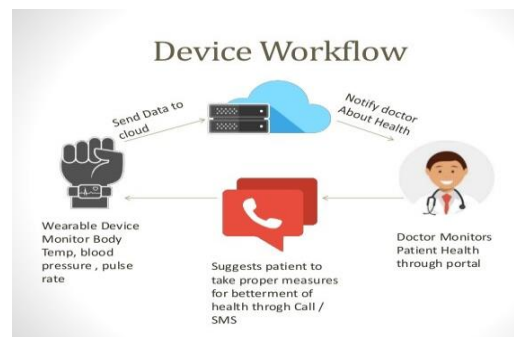 Device Workflow
Send Data to
cloud
Notify doctor
About Health
Wearable Device
Monitor Body
Temp, blood
pressure , pulse
rate
Suggests patient to
take proper measures
for betterment of
health throgh Call /
SMS
Doctor Monitors
Patient Health
through portal